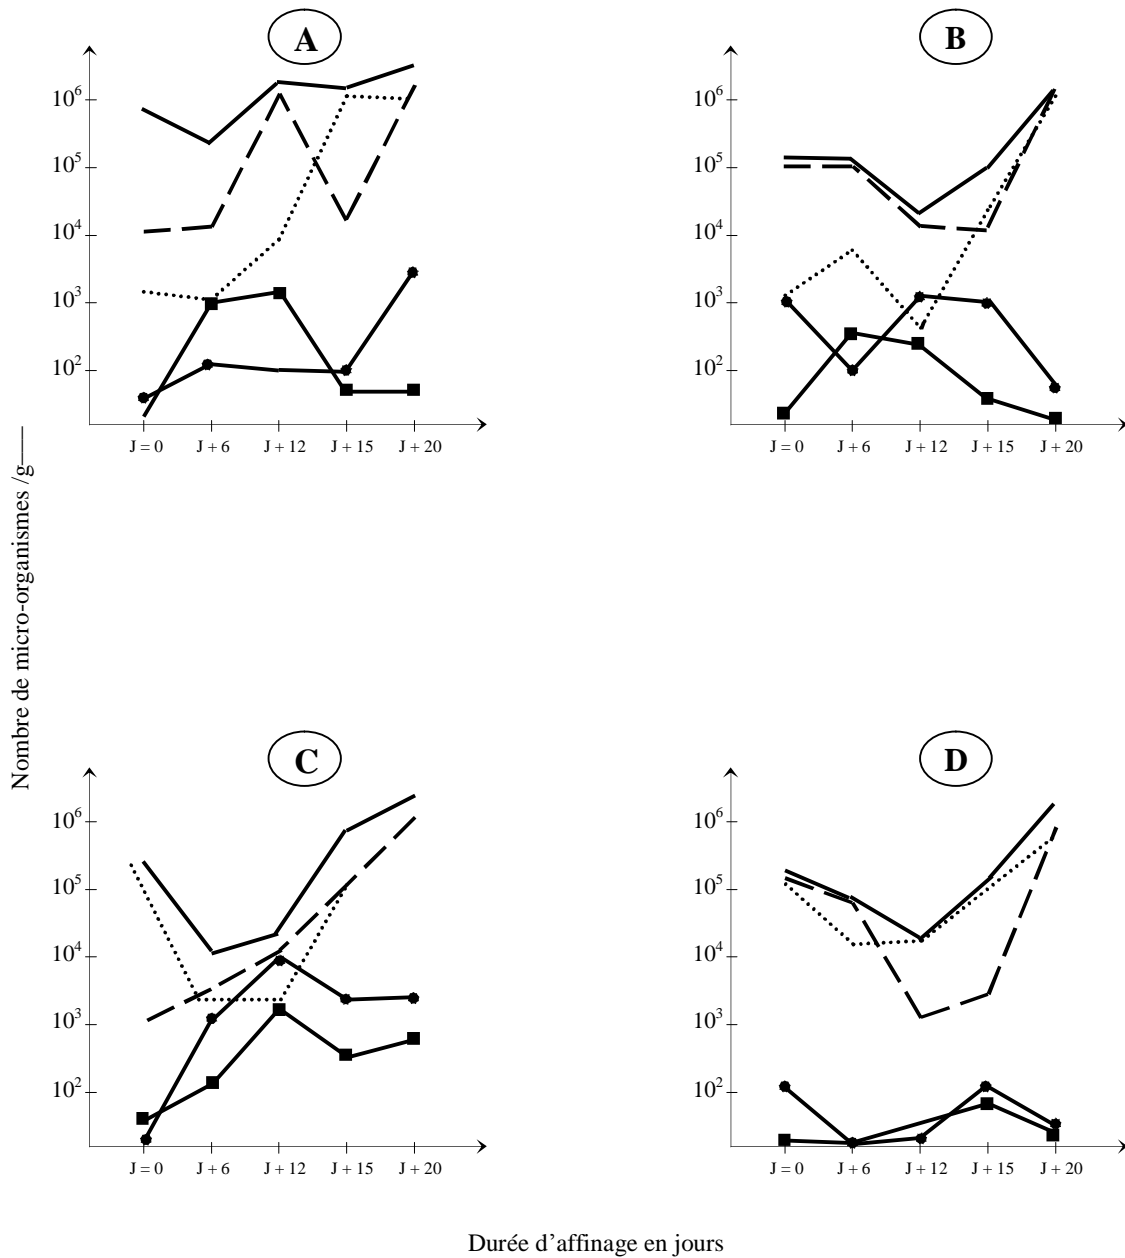 A
10⁶
10⁵
10⁴
10³
10²
J = 0 J + 6 J + 12 J + 15 J + 20
B
10⁶
10⁵
10⁴
10³
10²
J = 0 J + 6 J + 12 J + 15 J + 20
Nombre de micro-organismes /g
C
10⁶
10⁵
10⁴
10³
10²
J = 0 J + 6 J + 12 J + 15 J + 20
D
10⁶
10⁵
10⁴
10³
10²
J = 0 J + 6 J + 12 J + 15 J + 20
Durée d’affinage en jours